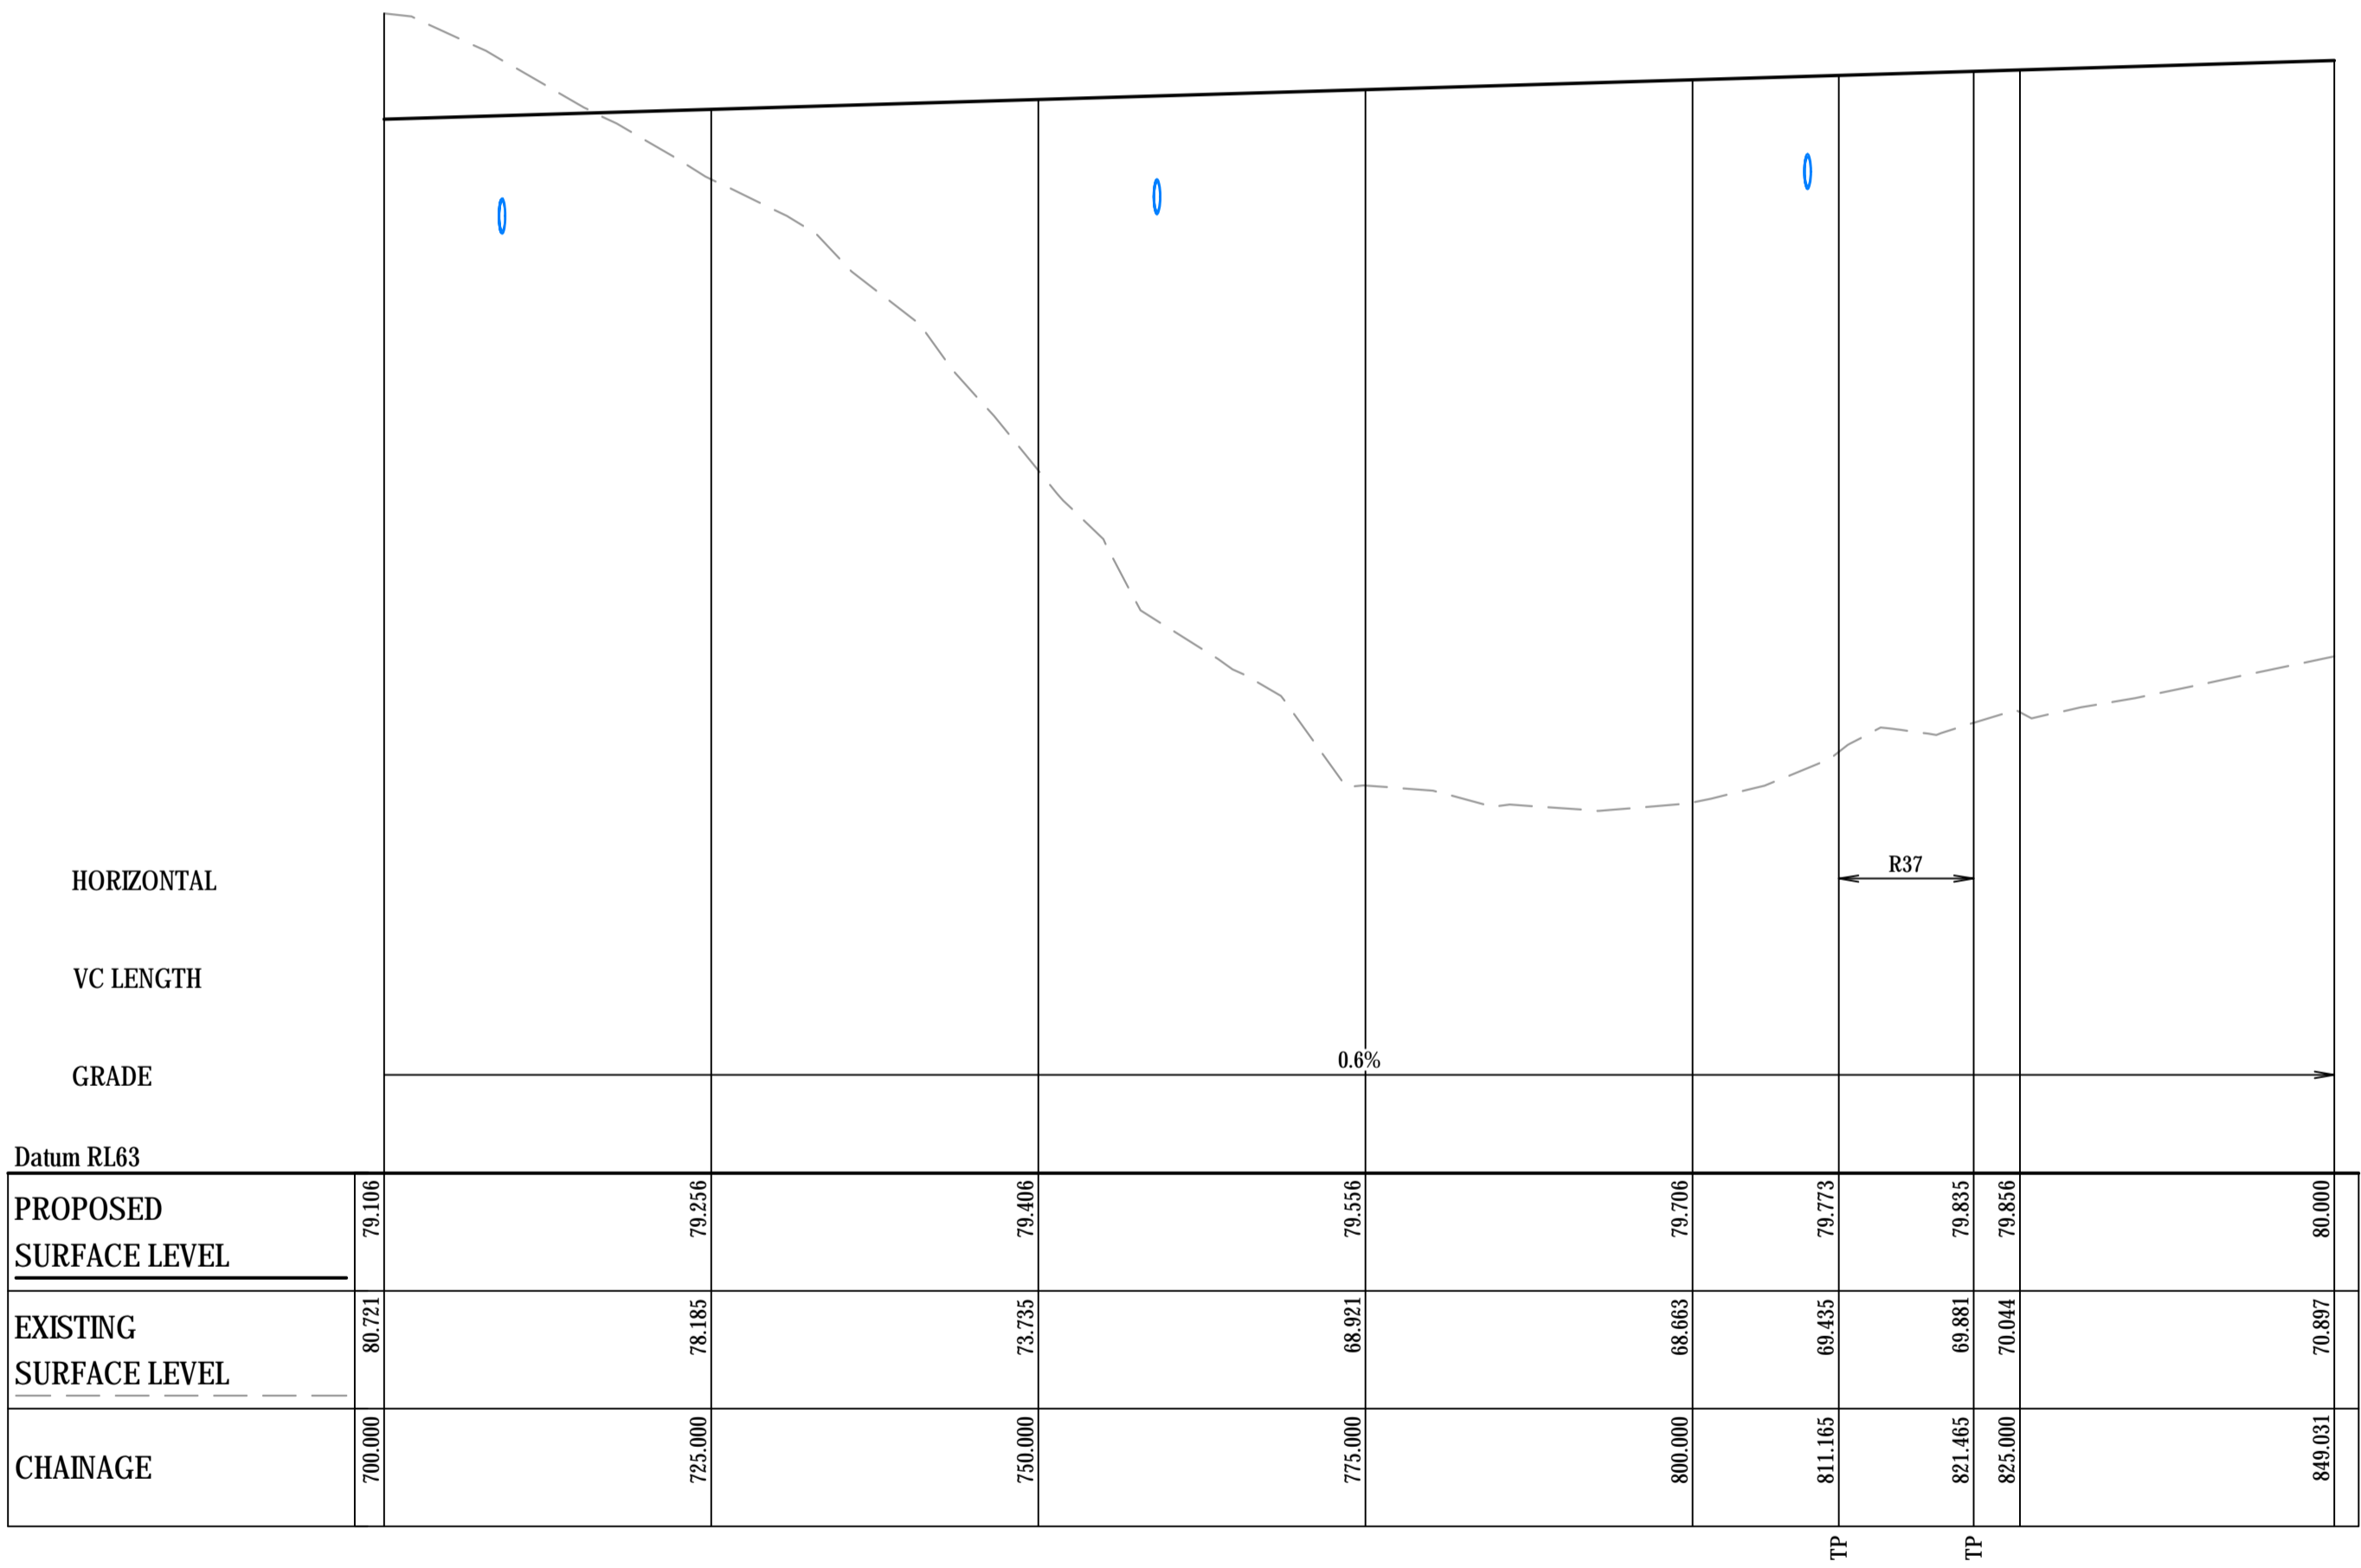 R37
HORIZONTAL
VC LENGTH
0.6%
GRADE
Datum RL63
PROPOSED
SURFACE LEVEL
79.106 79.256 79.406 79.556 79.706 79.773 79.835 79.856 80.000
EXISTING
SURFACE LEVEL
80.721 78.185 73.735 68.921 68.663 69.435 69.881 70.044 70.897
CHAINAGE
700.000 725.000 750.000 775.000 800.000 811.165 821.465 825.000 849.031
TP TP